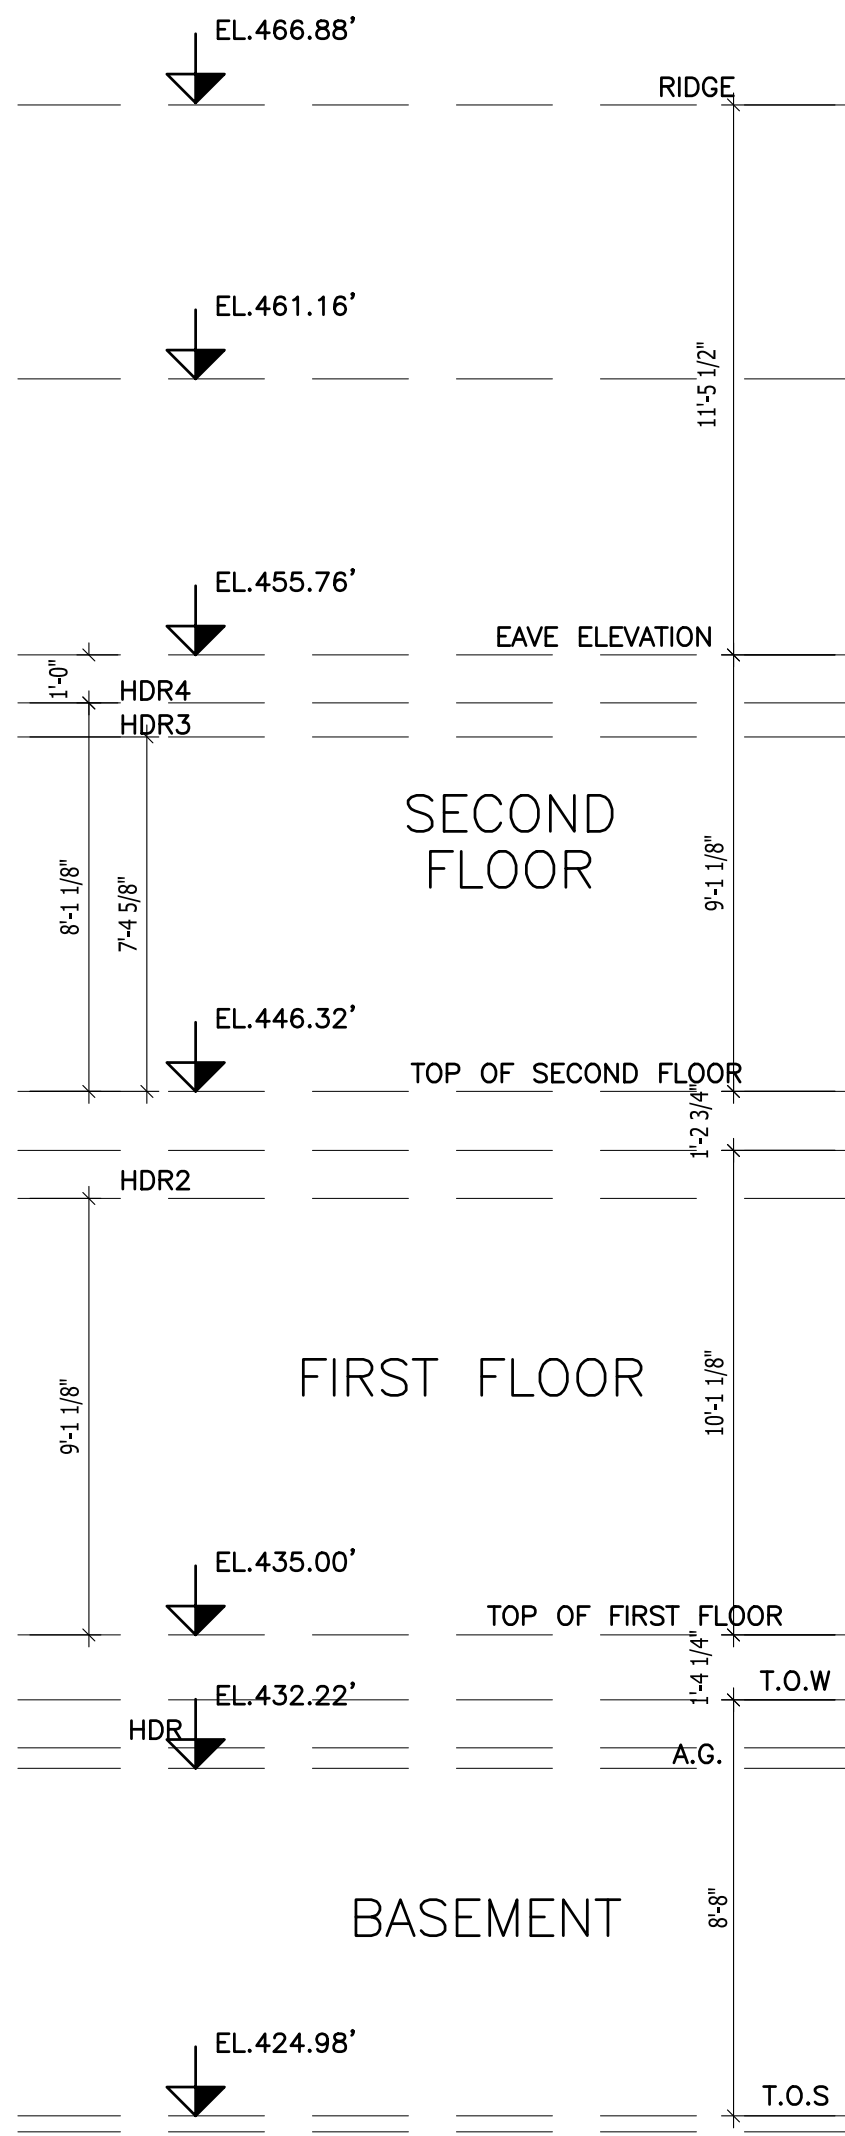 EL.466.88'
RIDGE
EL.461.16'
11'-5 1/2"
EL.455.76'
EAVE ELEVATION
1'-0"
HDR4
HDR3
SECOND
FLOOR
8'-1 1/8"
7'-4 5/8"
9'-1 1/8"
EL.446.32'
TOP OF SECOND FLOOR
1'-2 3/4"
HDR2
FIRST FLOOR
9'-1 1/8"
10'-1 1/8"
EL.435.00'
TOP OF FIRST FLOOR
1'-4 1/4"
T.O.W
EL.432.22'
HDR
A.G.
BASEMENT
8'-8"
EL.424.98'
T.O.S